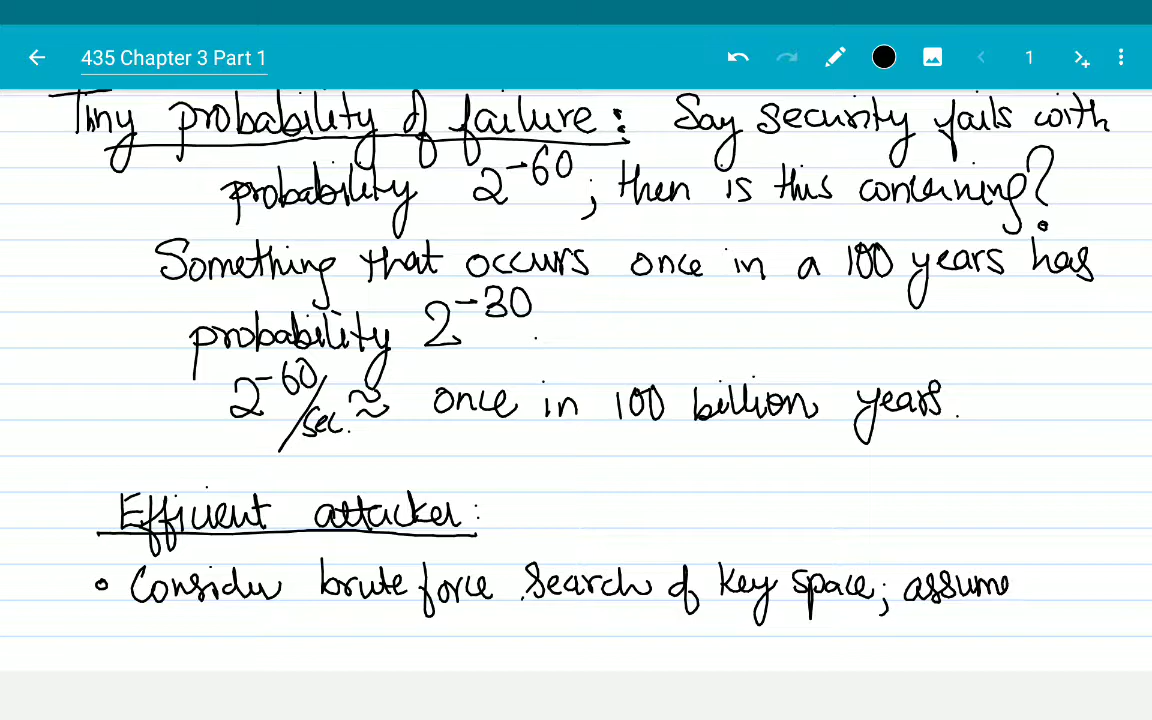 435 Chapter 3 Part 1
1
Tiny probability of failure: Say security fails with
probability 2^-60; then is this concerning?
Something that occurs once in a 100 years has
probability 2^-30
2^-60/sec. ≈ once in 100 billion years.
Efficient attacker:
• Consider brute force search of key space; assume